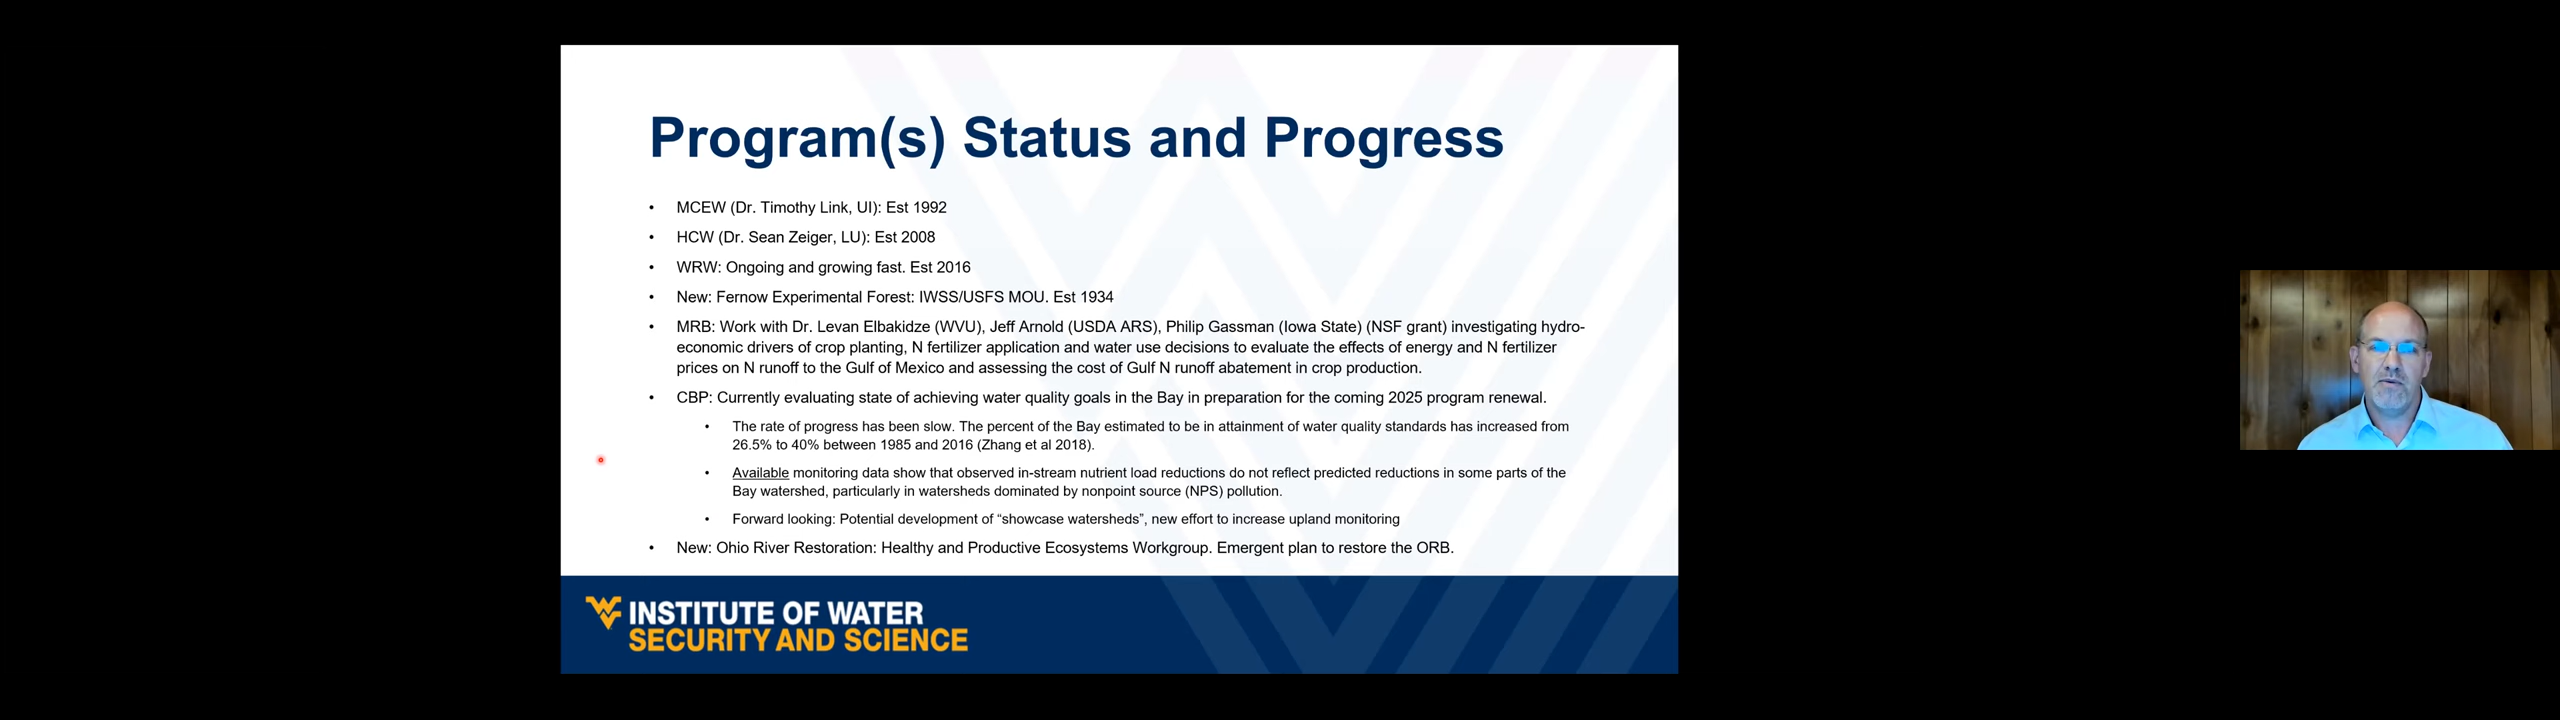 Program(s) Status and Progress
• MCEW (Dr. Timothy Link, UI): Est 1992
• HCW (Dr. Sean Zeiger, LU): Est 2008
• WRW: Ongoing and growing fast. Est 2016
• New: Fernow Experimental Forest: IWSS/USFS MOU. Est 1934
• MRB: Work with Dr. Levan Elbakidze (WVU), Jeff Arnold (USDA ARS), Philip Gassman (Iowa State) (NSF grant) investigating hydro-
economic drivers of crop planting, N fertilizer application and water use decisions to evaluate the effects of energy and N fertilizer
prices on N runoff to the Gulf of Mexico and assessing the cost of Gulf N runoff abatement in crop production.
• CBP: Currently evaluating state of achieving water quality goals in the Bay in preparation for the coming 2025 program renewal.
• The rate of progress has been slow. The percent of the Bay estimated to be in attainment of water quality standards has increased from
26.5% to 40% between 1985 and 2016 (Zhang et al 2018).
• Available monitoring data show that observed in-stream nutrient load reductions do not reflect predicted reductions in some parts of the
Bay watershed, particularly in watersheds dominated by nonpoint source (NPS) pollution.
• Forward looking: Potential development of “showcase watersheds”, new effort to increase upland monitoring
• New: Ohio River Restoration: Healthy and Productive Ecosystems Workgroup. Emergent plan to restore the ORB.
INSTITUTE OF WATER
SECURITY AND SCIENCE